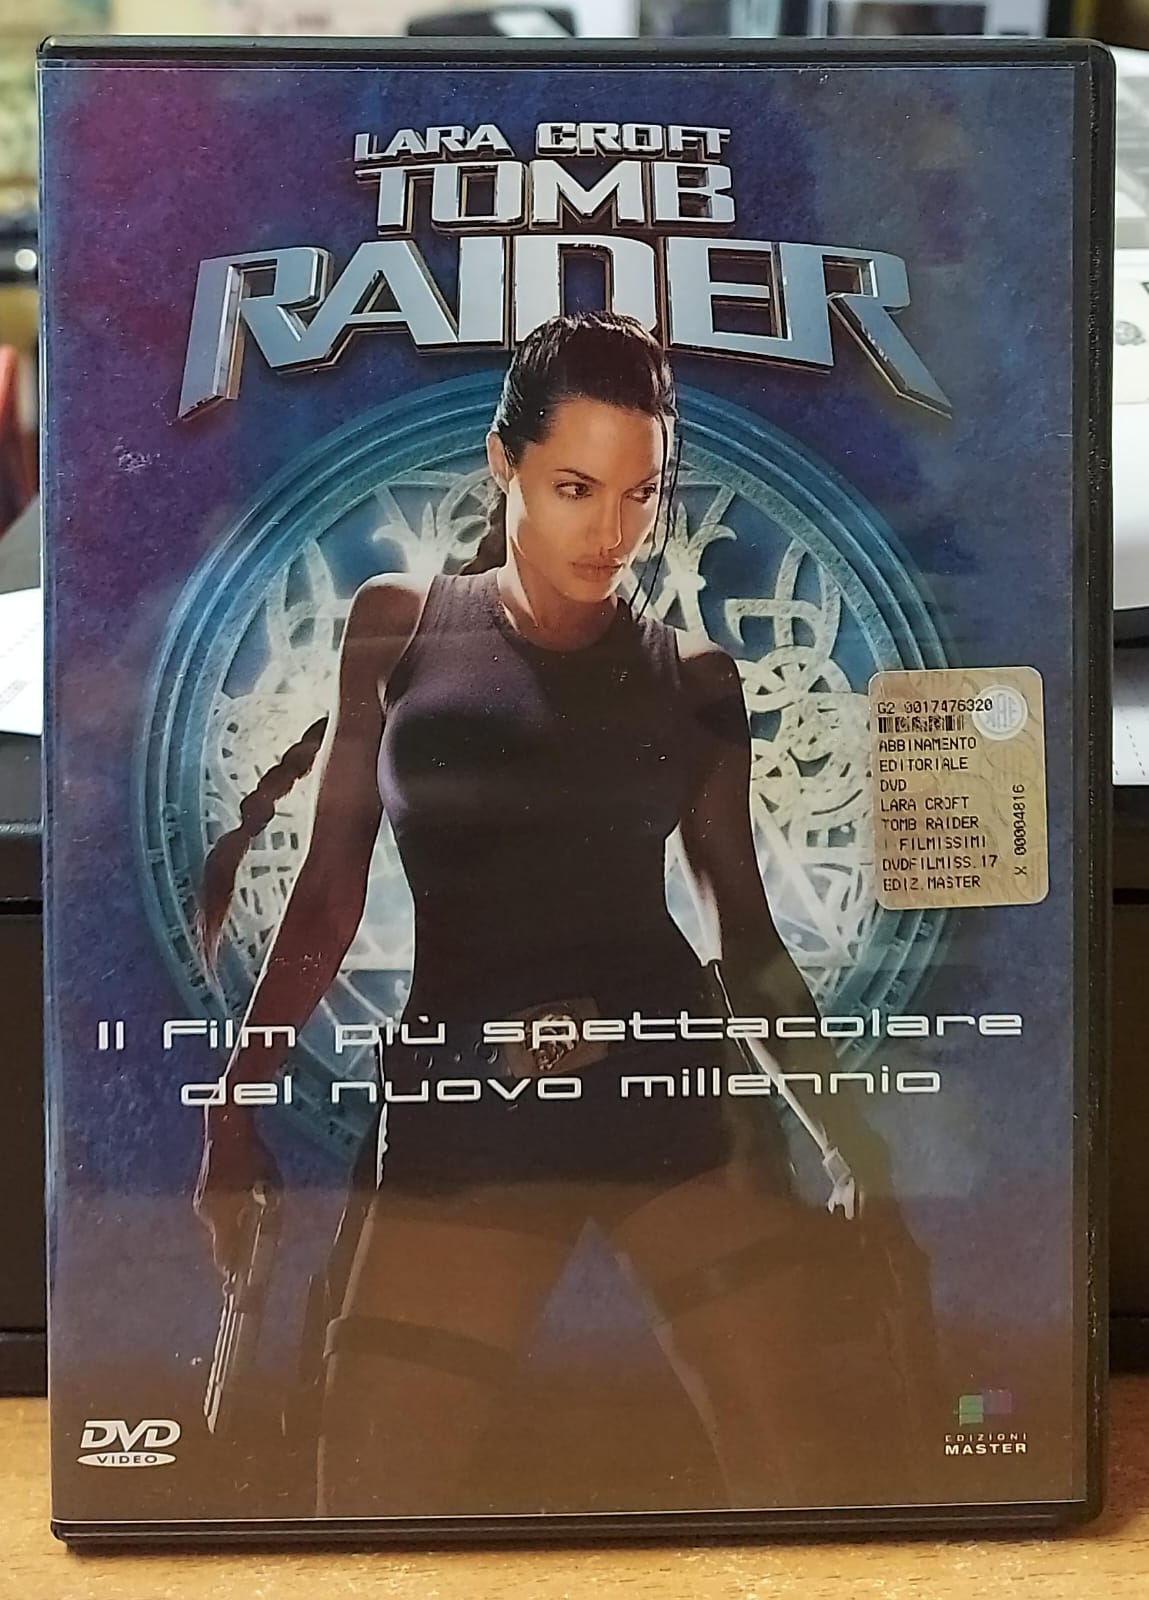 LARA CROFT
TOMB
RAIDER
G2 9017476320
SIAE
ABBINAMENTO
EDITORIALE
DVD
LARA CROFT
TOMB RAIDER
I FILMISSIMI
DVDFILMISS.17
EDIZ.MASTER
X 00004816
Il film più spettacolare
del nuovo millennio
DVD
VIDEO
EDIZIONI
MASTER